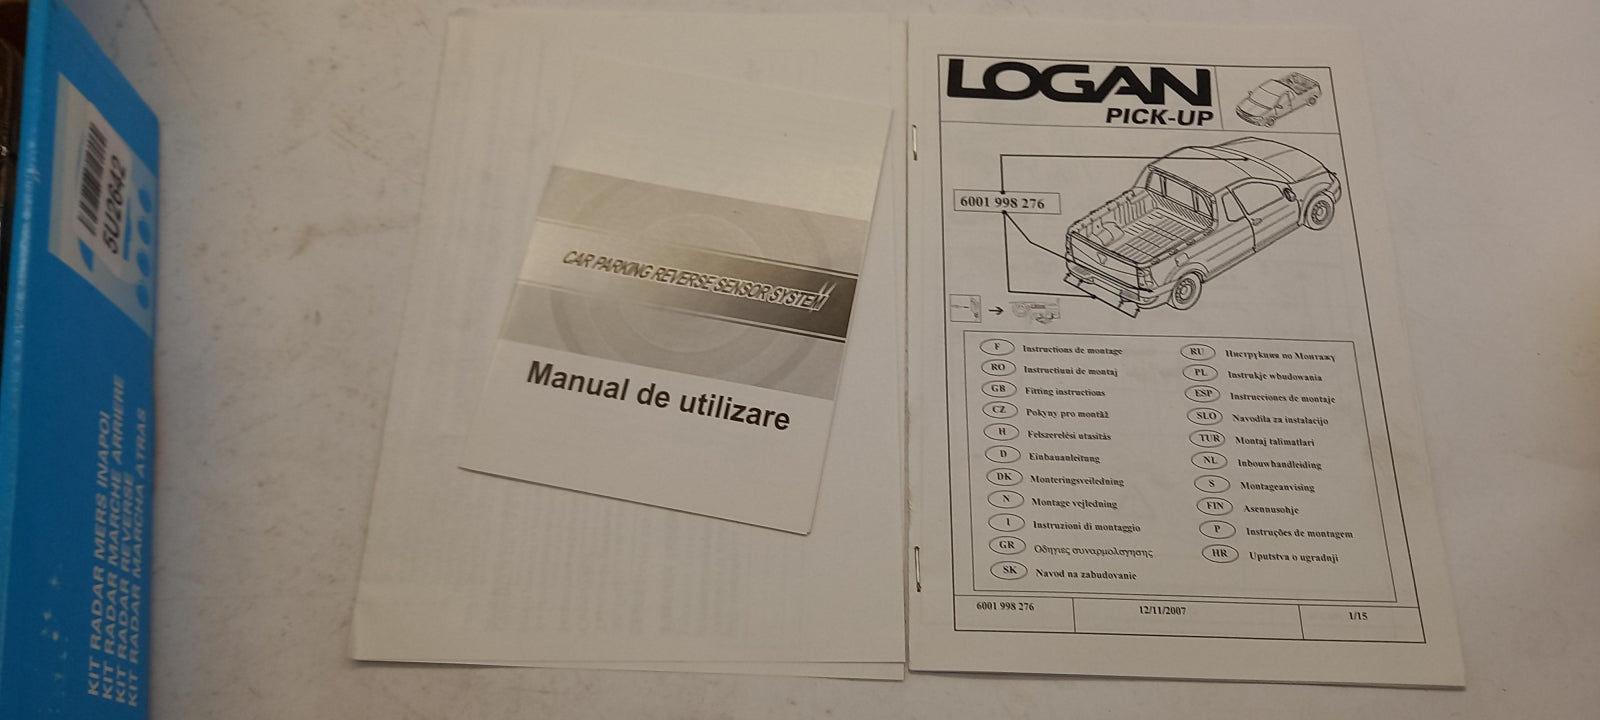 5U2642
KIT RADAR MERS INAPOI
KIT RADAR MARCHE ARRIERE
KIT RADAR REVERSE
KIT RADAR MARCHA ATRAS
CAR PARKING REVERSE SENSOR SYSTEM
Manual de utilizare
LOGAN
PICK-UP
6001 998 276
F Instructions de montage
RO Instructiuni de montaj
GB Fitting instructions
CZ Pokyny pro montáž
H Felszerelési utasitás
D Einbauanleitung
DK Monteringsveiledning
N Montage vejledning
I Instruzioni di montaggio
GR Οδηγιες συναρμολογησης
SK Navod na zabudovanie
RU Инструкция по Монтажу
PL Instrukje wbudowania
ESP Instrucciones de montaje
SLO Navodila za instalacijo
TUR Montaj talimatlari
NL Inbouwhandleiding
S Montageanvising
FIN Asennusohje
P Instruções de montagem
HR Uputstva o ugradnji
6001 998 276
12/11/2007
1/15